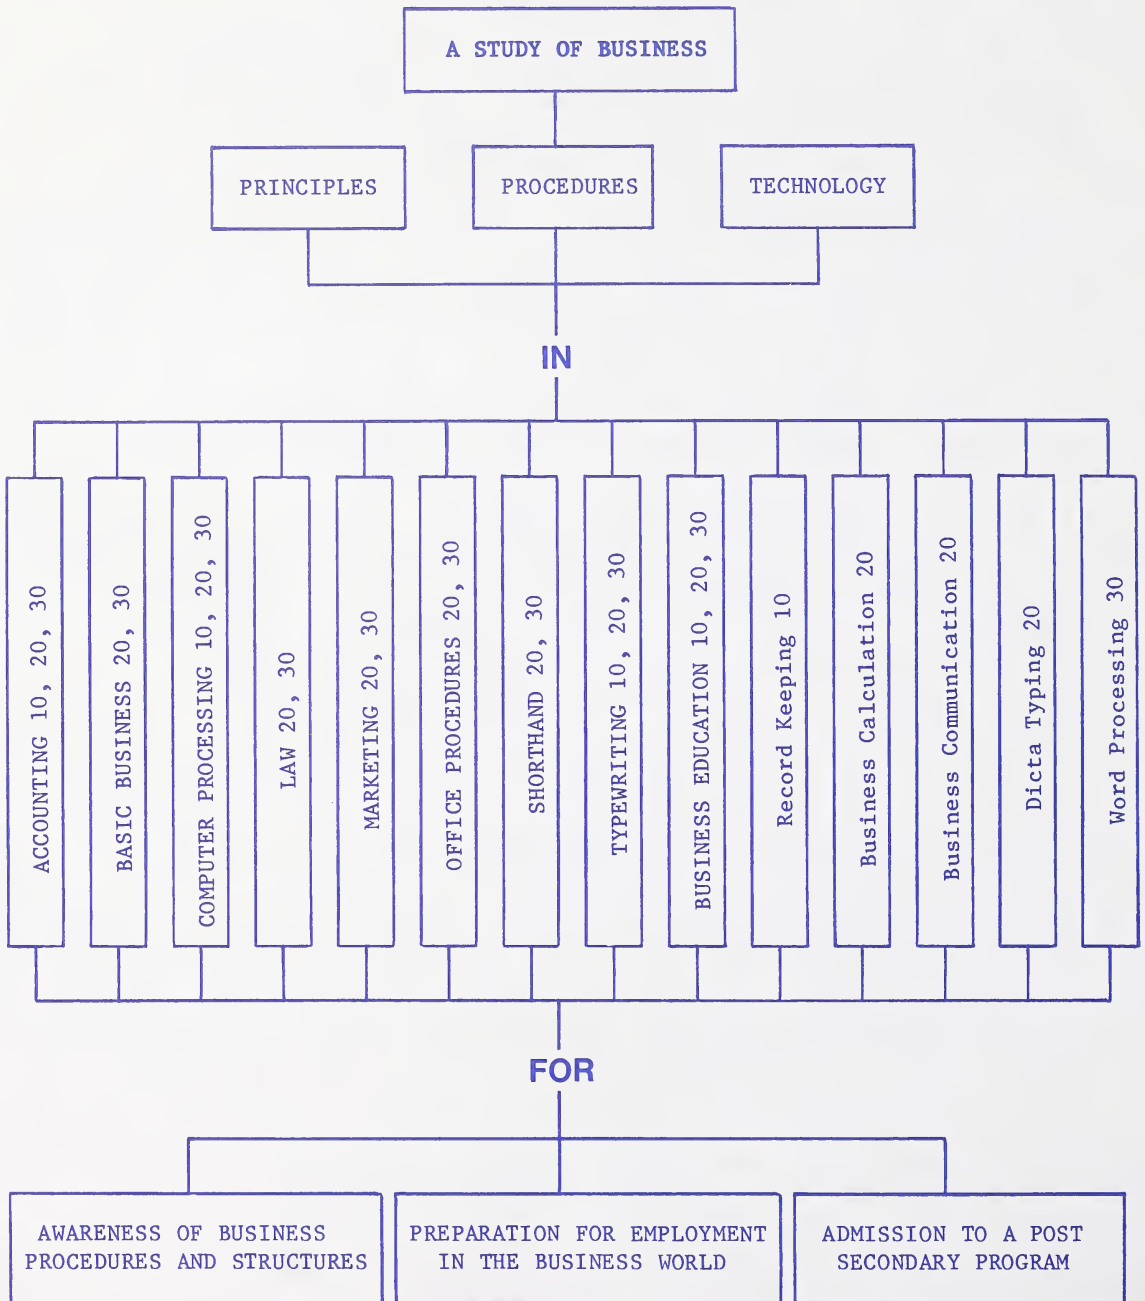 A STUDY OF BUSINESS
PRINCIPLES
PROCEDURES
TECHNOLOGY
IN
ACCOUNTING 10, 20, 30
BASIC BUSINESS 20, 30
COMPUTER PROCESSING 10, 20, 30
LAW 20, 30
MARKETING 20, 30
OFFICE PROCEDURES 20, 30
SHORTHAND 20, 30
TYPEWRITING 10, 20, 30
BUSINESS EDUCATION 10, 20, 30
Record Keeping 10
Business Calculation 20
Business Communication 20
Dicta Typing 20
Word Processing 30
FOR
AWARENESS OF BUSINESS
PROCEDURES AND STRUCTURES
PREPARATION FOR EMPLOYMENT
IN THE BUSINESS WORLD
ADMISSION TO A POST
SECONDARY PROGRAM